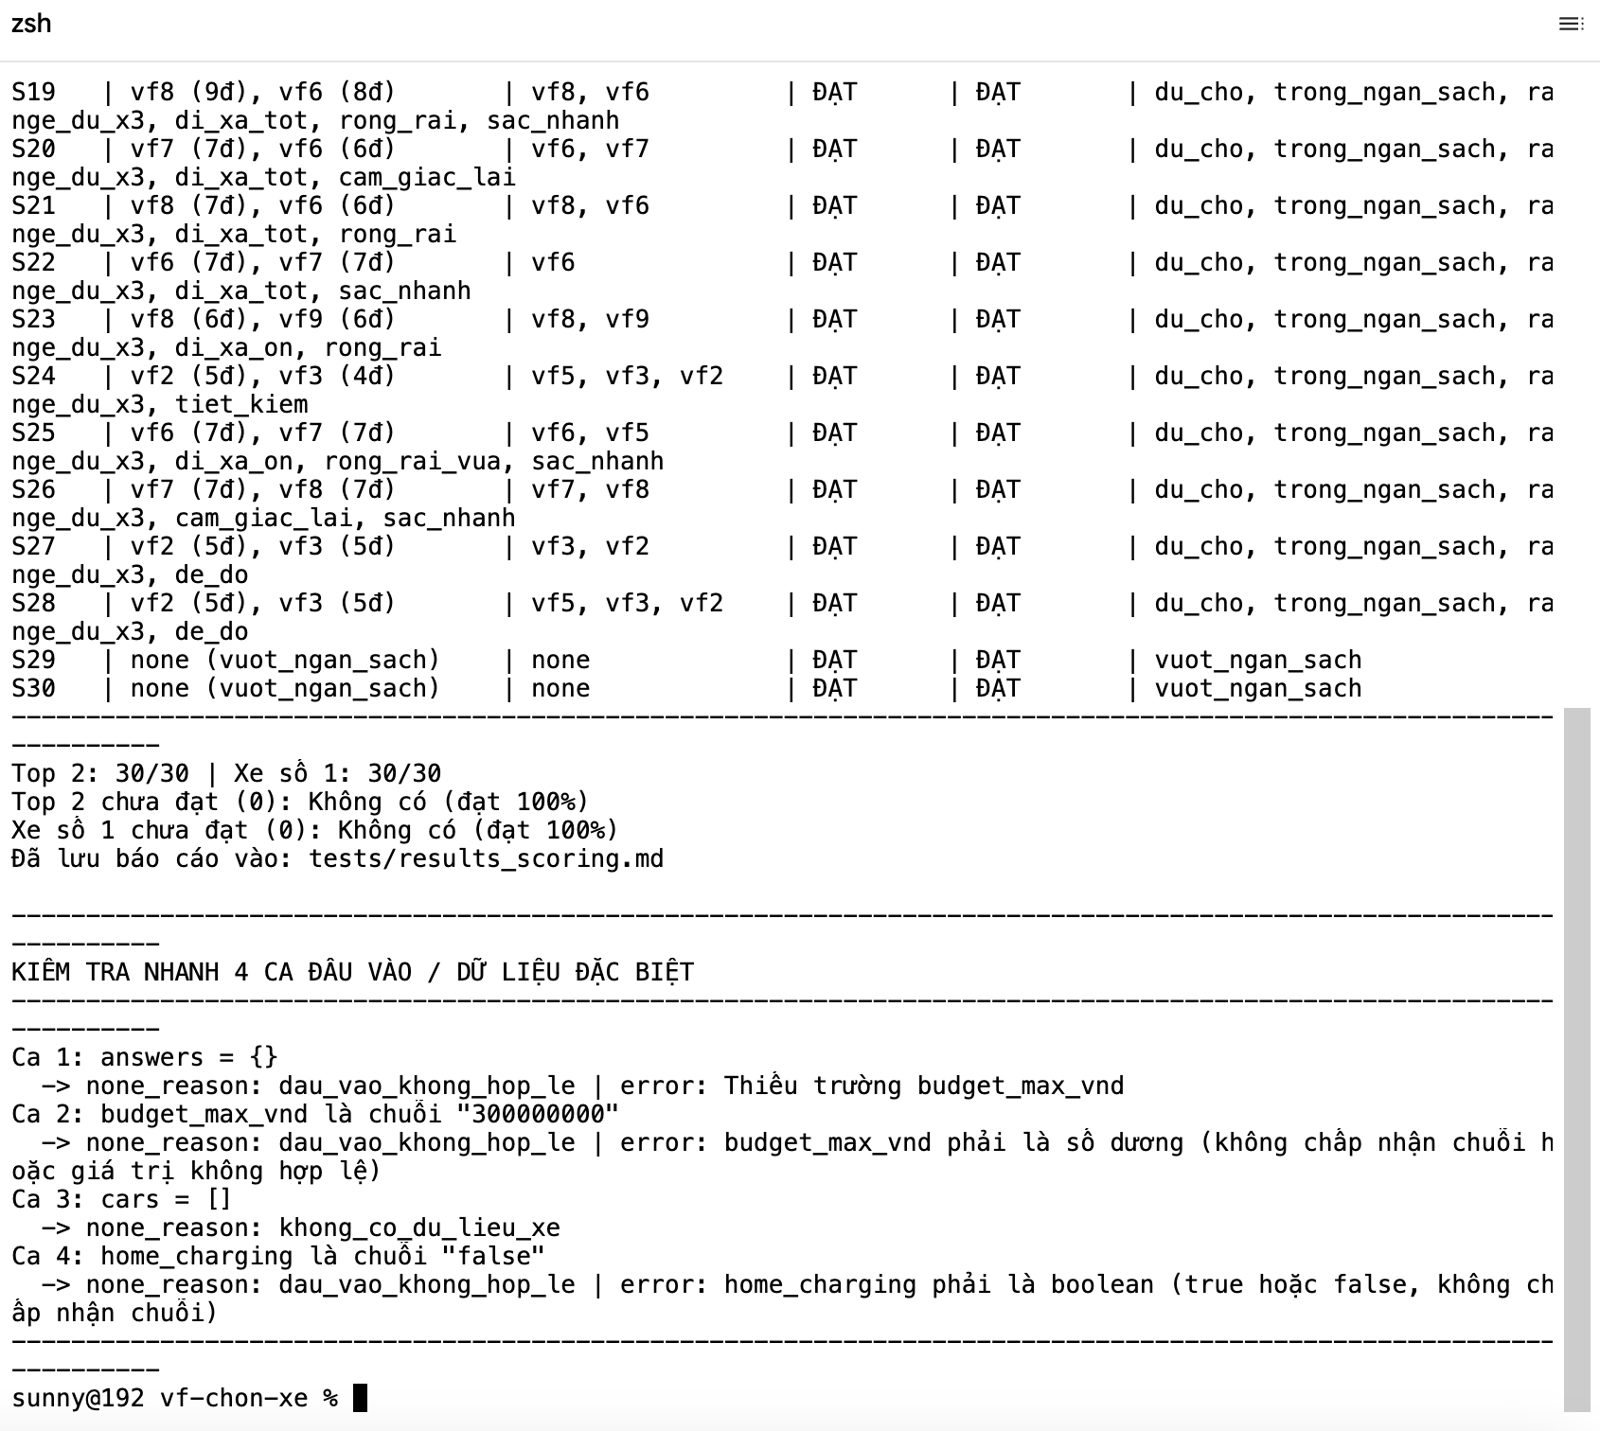 zsh
S19   | vf8 (9đ), vf6 (8đ)       | vf8, vf6         | ĐẠT      | ĐẠT       | du_cho, trong_ngan_sach, ra
nge_du_x3, di_xa_tot, rong_rai, sac_nhanh
S20   | vf7 (7đ), vf6 (6đ)       | vf6, vf7         | ĐẠT      | ĐẠT       | du_cho, trong_ngan_sach, ra
nge_du_x3, di_xa_tot, cam_giac_lai
S21   | vf8 (7đ), vf6 (6đ)       | vf8, vf6         | ĐẠT      | ĐẠT       | du_cho, trong_ngan_sach, ra
nge_du_x3, di_xa_tot, rong_rai
S22   | vf6 (7đ), vf7 (7đ)       | vf6              | ĐẠT      | ĐẠT       | du_cho, trong_ngan_sach, ra
nge_du_x3, di_xa_tot, sac_nhanh
S23   | vf8 (6đ), vf9 (6đ)       | vf8, vf9         | ĐẠT      | ĐẠT       | du_cho, trong_ngan_sach, ra
nge_du_x3, di_xa_on, rong_rai
S24   | vf2 (5đ), vf3 (4đ)       | vf5, vf3, vf2    | ĐẠT      | ĐẠT       | du_cho, trong_ngan_sach, ra
nge_du_x3, tiet_kiem
S25   | vf6 (7đ), vf7 (7đ)       | vf6, vf5         | ĐẠT      | ĐẠT       | du_cho, trong_ngan_sach, ra
nge_du_x3, di_xa_on, rong_rai_vua, sac_nhanh
S26   | vf7 (7đ), vf8 (7đ)       | vf7, vf8         | ĐẠT      | ĐẠT       | du_cho, trong_ngan_sach, ra
nge_du_x3, cam_giac_lai, sac_nhanh
S27   | vf2 (5đ), vf3 (5đ)       | vf3, vf2         | ĐẠT      | ĐẠT       | du_cho, trong_ngan_sach, ra
nge_du_x3, de_do
S28   | vf2 (5đ), vf3 (5đ)       | vf5, vf3, vf2    | ĐẠT      | ĐẠT       | du_cho, trong_ngan_sach, ra
nge_du_x3, de_do
S29   | none (vuot_ngan_sach)    | none             | ĐẠT      | ĐẠT       | vuot_ngan_sach
S30   | none (vuot_ngan_sach)    | none             | ĐẠT      | ĐẠT       | vuot_ngan_sach
--------------------------------------------------------------------------------------------------------
----------
Top 2: 30/30 | Xe số 1: 30/30
Top 2 chưa đạt (0): Không có (đạt 100%)
Xe số 1 chưa đạt (0): Không có (đạt 100%)
Đã lưu báo cáo vào: tests/results_scoring.md
--------------------------------------------------------------------------------------------------------
----------
KIỂM TRA NHANH 4 CA ĐẦU VÀO / DỮ LIỆU ĐẶC BIỆT
--------------------------------------------------------------------------------------------------------
----------
Ca 1: answers = {}
  -> none_reason: dau_vao_khong_hop_le | error: Thiếu trường budget_max_vnd
Ca 2: budget_max_vnd là chuỗi "300000000"
  -> none_reason: dau_vao_khong_hop_le | error: budget_max_vnd phải là số dương (không chấp nhận chuỗi h
oặc giá trị không hợp lệ)
Ca 3: cars = []
  -> none_reason: khong_co_du_lieu_xe
Ca 4: home_charging là chuỗi "false"
  -> none_reason: dau_vao_khong_hop_le | error: home_charging phải là boolean (true hoặc false, không ch
ấp nhận chuỗi)
--------------------------------------------------------------------------------------------------------
----------
sunny@192 vf-chon-xe %